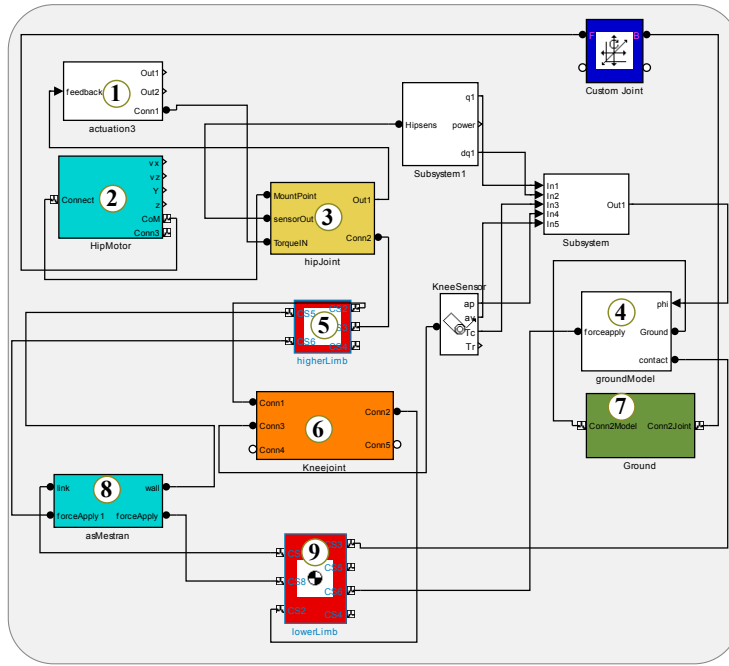 F
B
C
Custom Joint
feedback
1
Out1
Out2
Conn1
actuation3
Hipsens
q1
power
dq1
Subsystem1
Connect
2
vx
vz
Y
z
CoM
Conn3
HipMotor
MountPoint
sensorOut
TorqueIN
3
Out1
Conn2
hipJoint
In1
In2
In3
In4
In5
Out1
Subsystem
KneeSensor
ap
av
Tc
Tr
phi
4
forceapply
Ground
contact
groundModel
CS5
CS6
5
higherLimb
Conn1
Conn3
Conn4
6
Conn2
Conn5
Kneejoint
7
Conn2Model
Conn2Joint
Ground
link
8
wall
forceApply1
forceApply
asMestran
9
CS8
CS2
lowerLimb